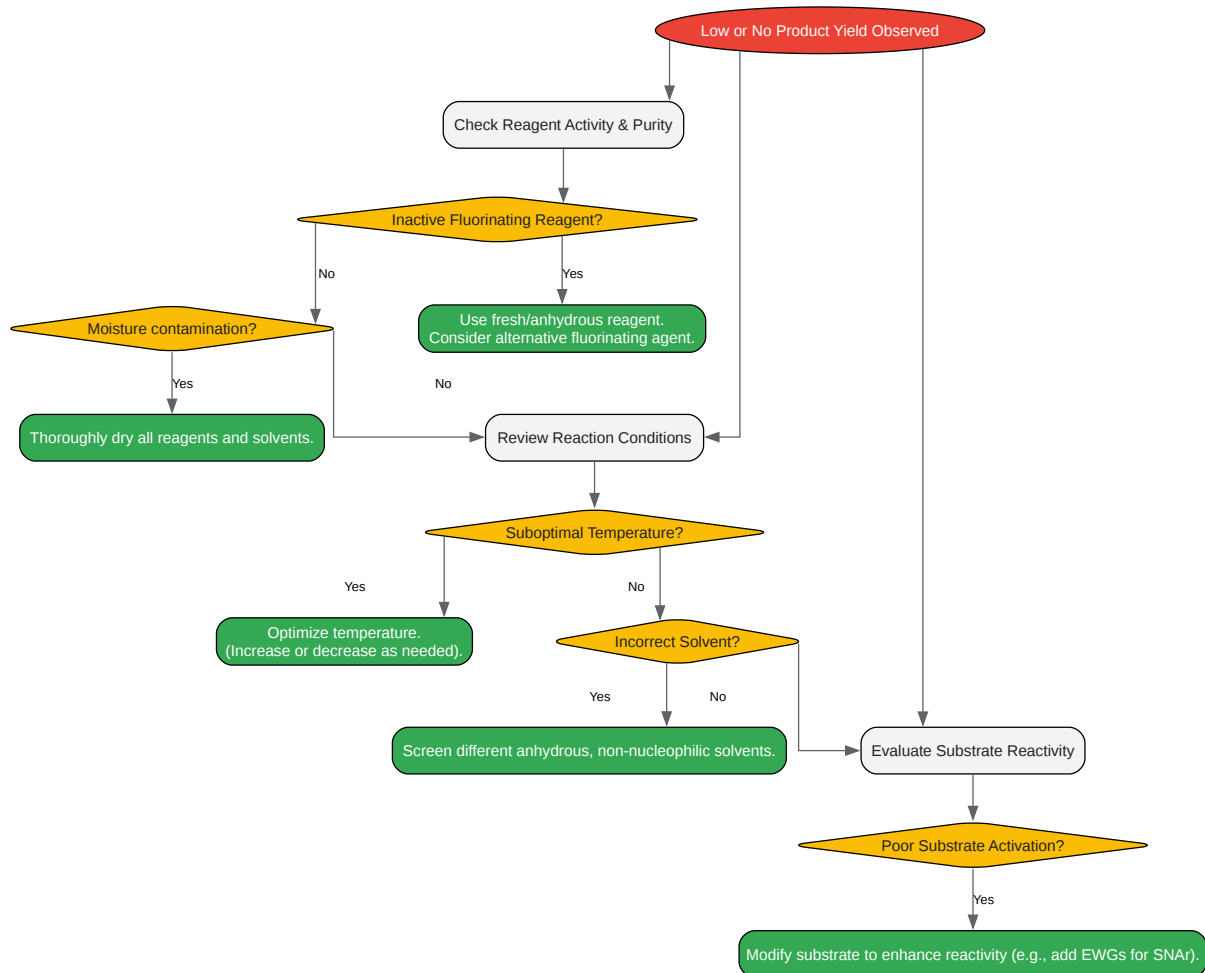 Low or No Product Yield Observed
Check Reagent Activity & Purity
Inactive Fluorinating Reagent?
No
Yes
Use fresh/anhydrous reagent.
Consider alternative fluorinating agent.
Moisture contamination?
Yes
No
Thoroughly dry all reagents and solvents.
Review Reaction Conditions
Suboptimal Temperature?
Yes
No
Optimize temperature.
(Increase or decrease as needed).
Incorrect Solvent?
Yes
No
Screen different anhydrous, non-nucleophilic solvents.
Evaluate Substrate Reactivity
Poor Substrate Activation?
Yes
Modify substrate to enhance reactivity (e.g., add EWGs for SNAr).